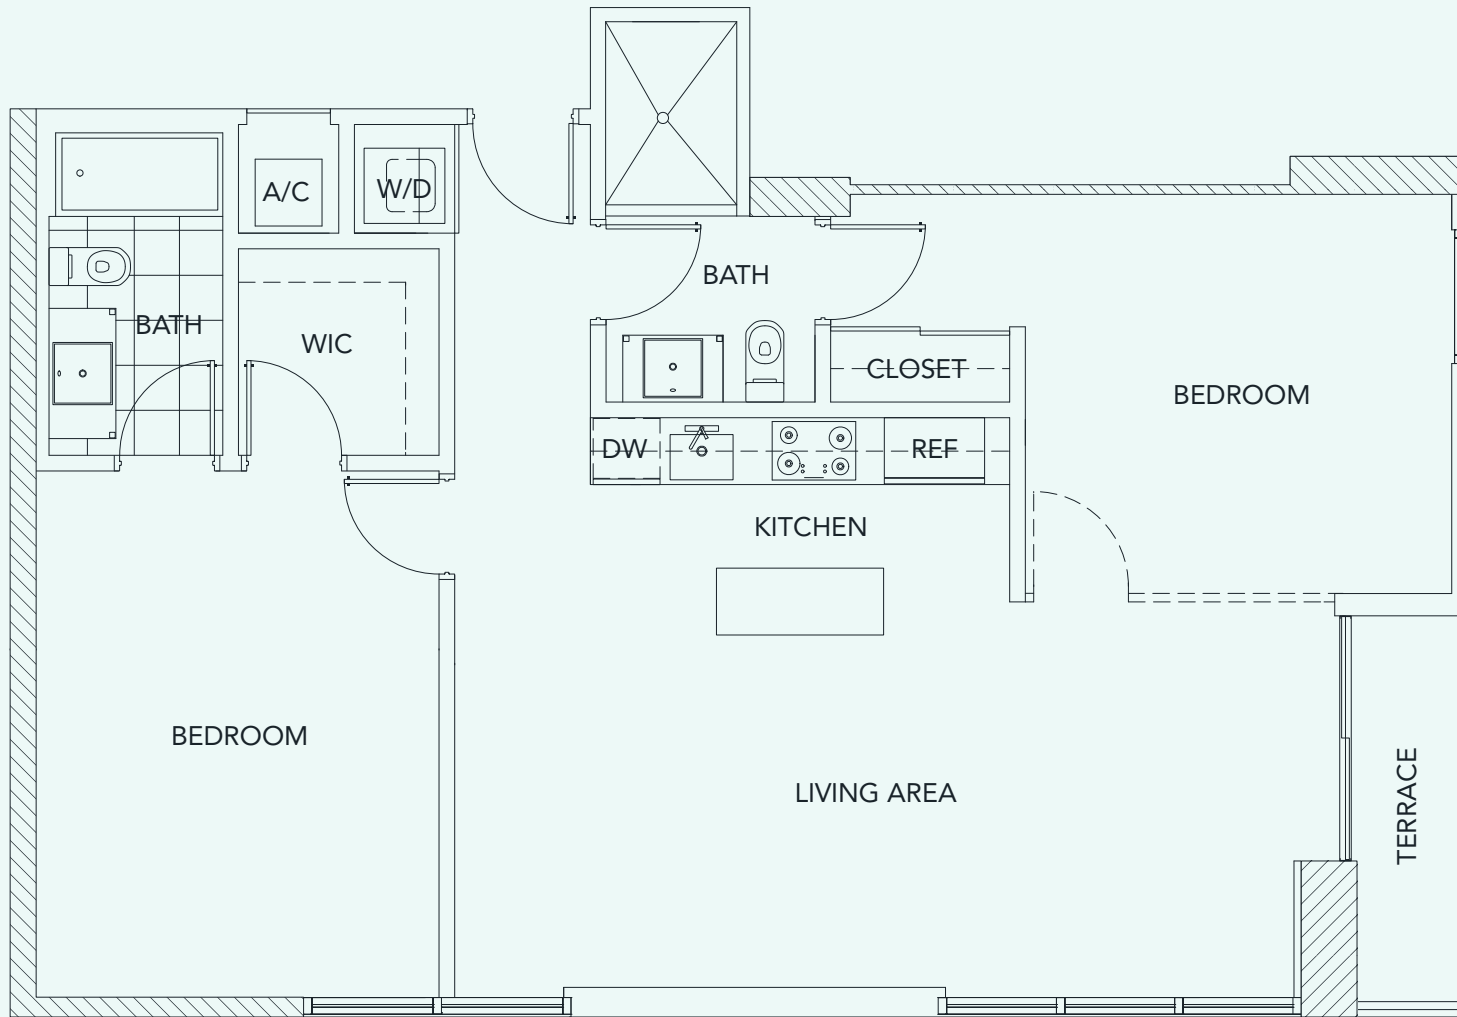 A/C
W/D
BATH
BATH
WIC
CLOSET
BEDROOM
DW
REF
KITCHEN
BEDROOM
LIVING AREA
TERRACE